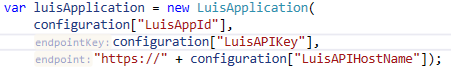 var luisApplication = new LuisApplication(
configuration["LuisAppId"],
endpointKey: configuration["LuisAPIKey"],
endpoint: "https://" + configuration["LuisAPIHostName"]);